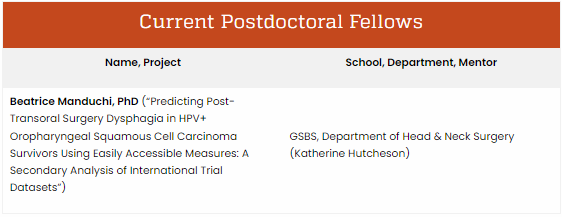 Current Postdoctoral Fellows
Name, Project
School, Department, Mentor
Beatrice Manduchi, PhD (“Predicting Post-
Transoral Surgery Dysphagia in HPV+
Oropharyngeal Squamous Cell Carcinoma
Survivors Using Easily Accessible Measures: A
Secondary Analysis of International Trial
Datasets”)
GSBS, Department of Head & Neck Surgery
(Katherine Hutcheson)